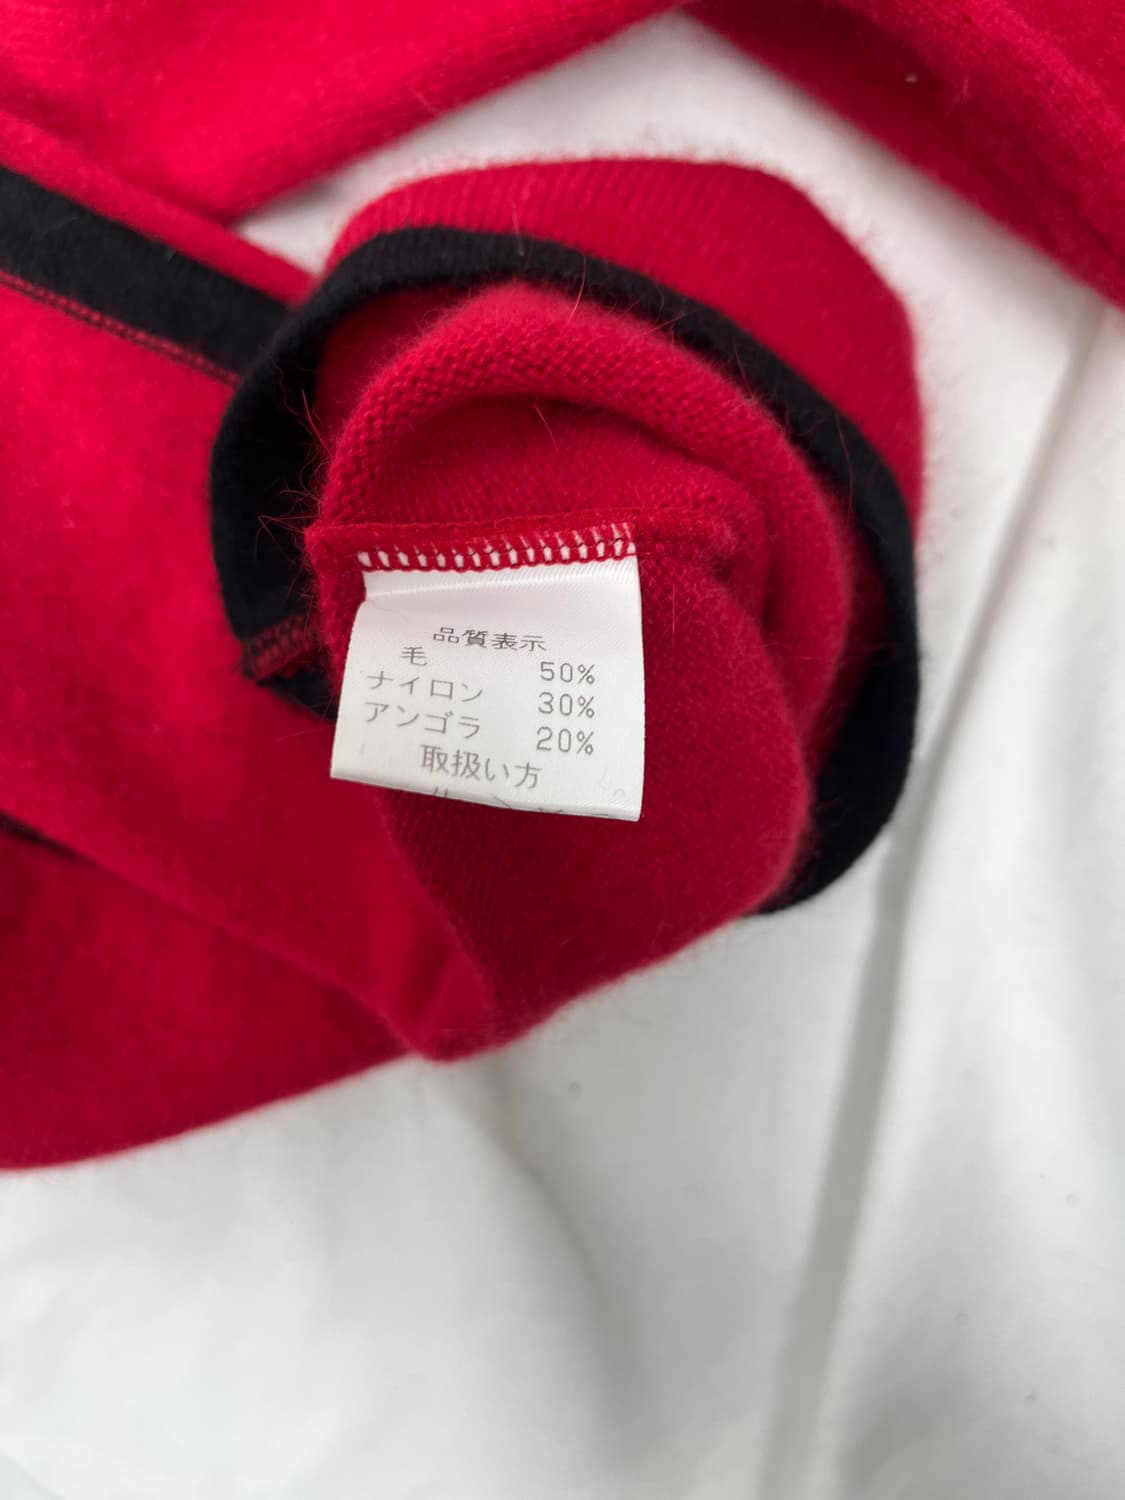 品質表示
毛 50%
ナイロン 30%
アンゴラ 20%
取扱い方